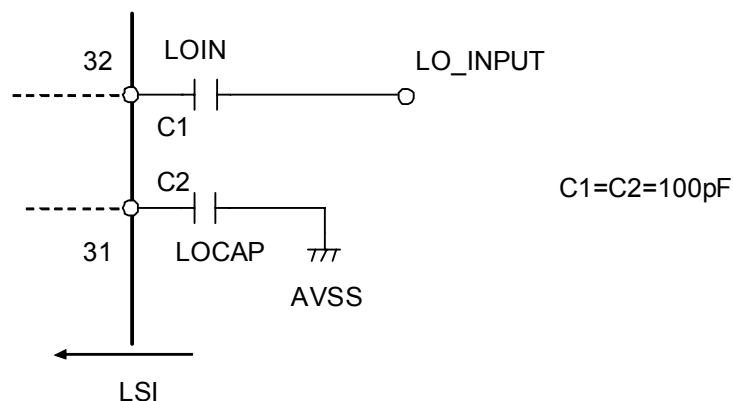 LOIN
LO_INPUT
32
C1
C2
C1=C2=100pF
31
LOCAP
AVSS
LSI